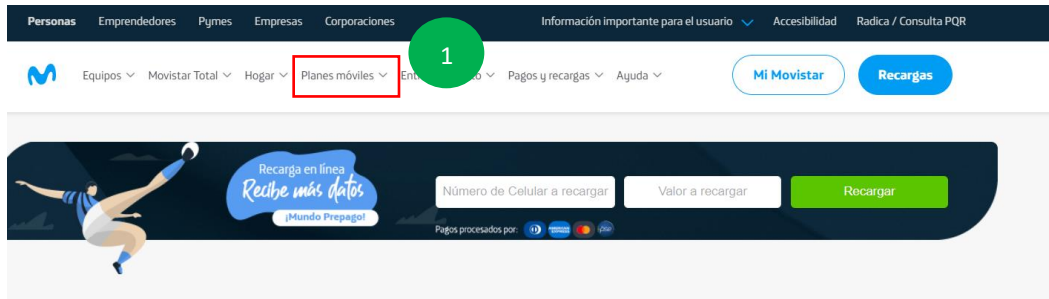 Personas Emprendedores Pymes Empresas Corporaciones Información importante para el usuario Accesibilidad Radica / Consulta PQR
1
Equipos Movistar Total Hogar Planes móviles Pagos y recargas Ayuda Mi Movistar Recargas
Recarga en línea
Recibe más datos
¡Mundo Prepago!
Número de Celular a recargar Valor a recargar Recargar
Pagos procesados por: